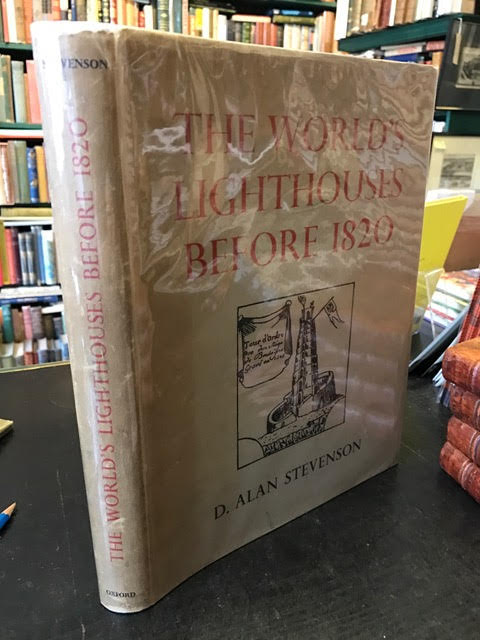 STEVENSON
THE WORLD'S LIGHTHOUSES BEFORE 1820
OXFORD
THE WORLD'S
LIGHTHOUSES
BEFORE 1820
Tour d'ordre
D. ALAN STEVENSON